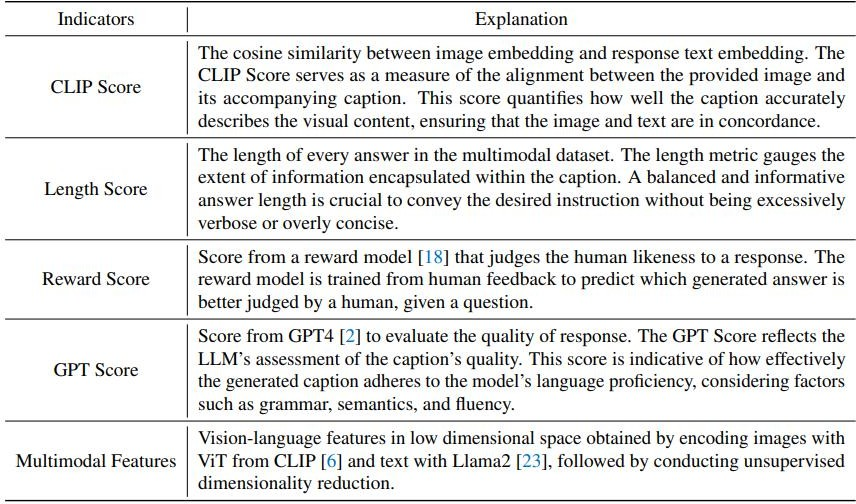 Indicators Explanation
The cosine similarity between image embedding and response text embedding. The
CLIP Score serves as a measure of the alignment between the provided image and
CLIP Score
its accompanying caption. This score quantifies how well the caption accurately
describes the visual content, ensuring that the image and text are in concordance.
The length of every answer in the multimodal dataset. The length metric gauges the
extent of information encapsulated within the caption. A balanced and informative
Length Score
answer length is crucial to convey the desired instruction without being excessively
verbose or overly concise.
Score from a reward model [18] that judges the human likeness to a response. The
Reward Score
reward model is trained from human feedback to predict which generated answer is
better judged by a human, given a question.
Score from GPT4 [2] to evaluate the quality of response. The GPT Score reflects the
LLM's assessment of the caption's quality. This score is indicative of how effectively
GPT Score
the generated caption adheres to the model's language proficiency, considering factors
such as grammar, semantics, and fluency.
Vision-language features in low dimensional space obtained by encoding images with
Multimodal Features
ViT from CLIP [6] and text with Llama2 [23], followed by conducting unsupervised
dimensionality reduction.